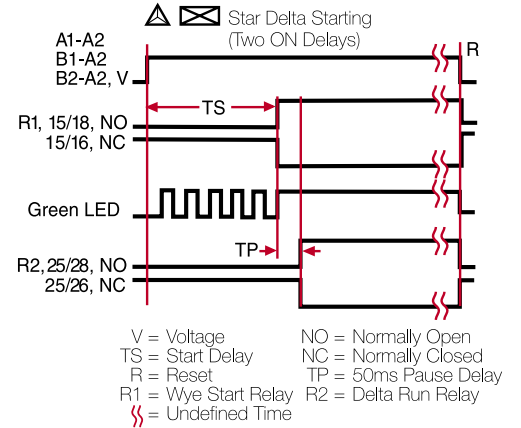 Star Delta Starting
(Two ON Delays)
A1-A2
B1-A2
B2-A2, V
R
TS
R1, 15/18, NO
15/16, NC
Green LED
TP
R2, 25/28, NO
25/26, NC
V = Voltage
NO = Normally Open
TS = Start Delay
NC = Normally Closed
R = Reset
TP = 50ms Pause Delay
R1 = Wye Start Relay
R2 = Delta Run Relay
= Undefined Time